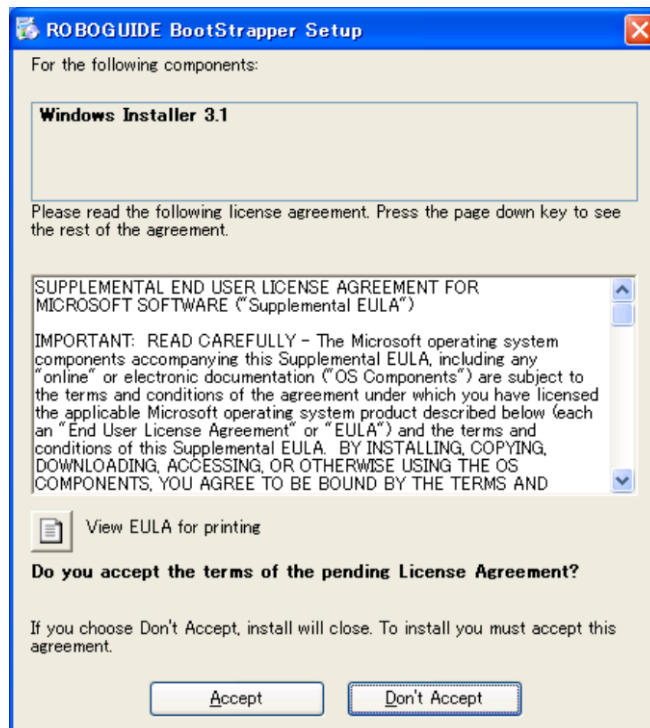 ROBOGUIDE BootStrapper Setup
For the following components:
Windows Installer 3.1
Please read the following license agreement. Press the page down key to see
the rest of the agreement.
SUPPLEMENTAL END USER LICENSE AGREEMENT FOR
MICROSOFT SOFTWARE ("Supplemental EULA")
IMPORTANT:  READ CAREFULLY - The Microsoft operating system
components accompanying this Supplemental EULA, including any
"online" or electronic documentation ("OS Components") are subject to
the terms and conditions of the agreement under which you have licensed
the applicable Microsoft operating system product described below (each
an "End User License Agreement" or "EULA") and the terms and
conditions of this Supplemental EULA.  BY INSTALLING, COPYING,
DOWNLOADING, ACCESSING, OR OTHERWISE USING THE OS
COMPONENTS, YOU AGREE TO BE BOUND BY THE TERMS AND
View EULA for printing
Do you accept the terms of the pending License Agreement?
If you choose Don't Accept, install will close. To install you must accept this
agreement.
Accept Don't Accept